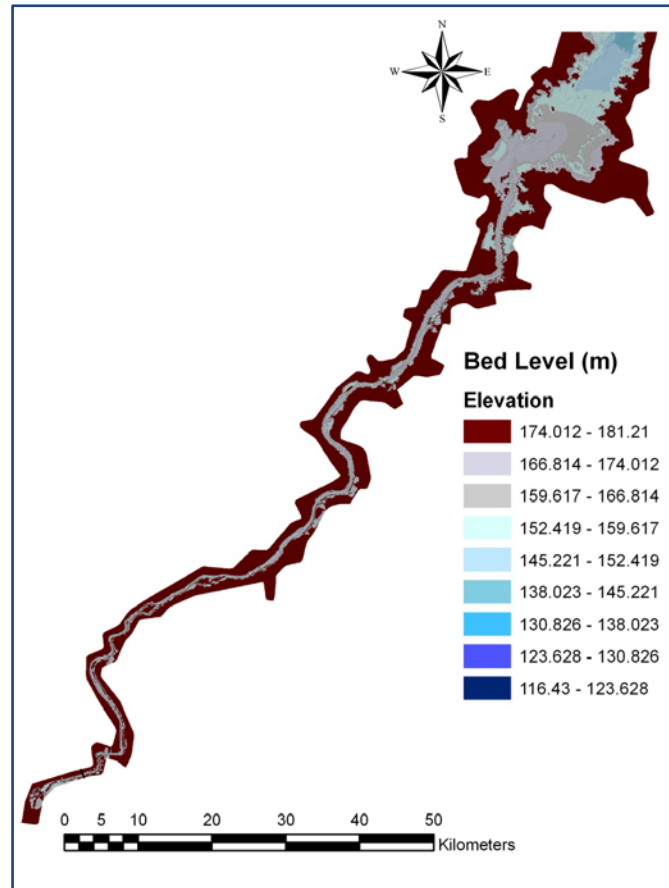 N
W E
S
Bed Level (m)
Elevation
174.012 - 181.21
166.814 - 174.012
159.617 - 166.814
152.419 - 159.617
145.221 - 152.419
138.023 - 145.221
130.826 - 138.023
123.628 - 130.826
116.43 - 123.628
0 5 10 20 30 40 50
Kilometers